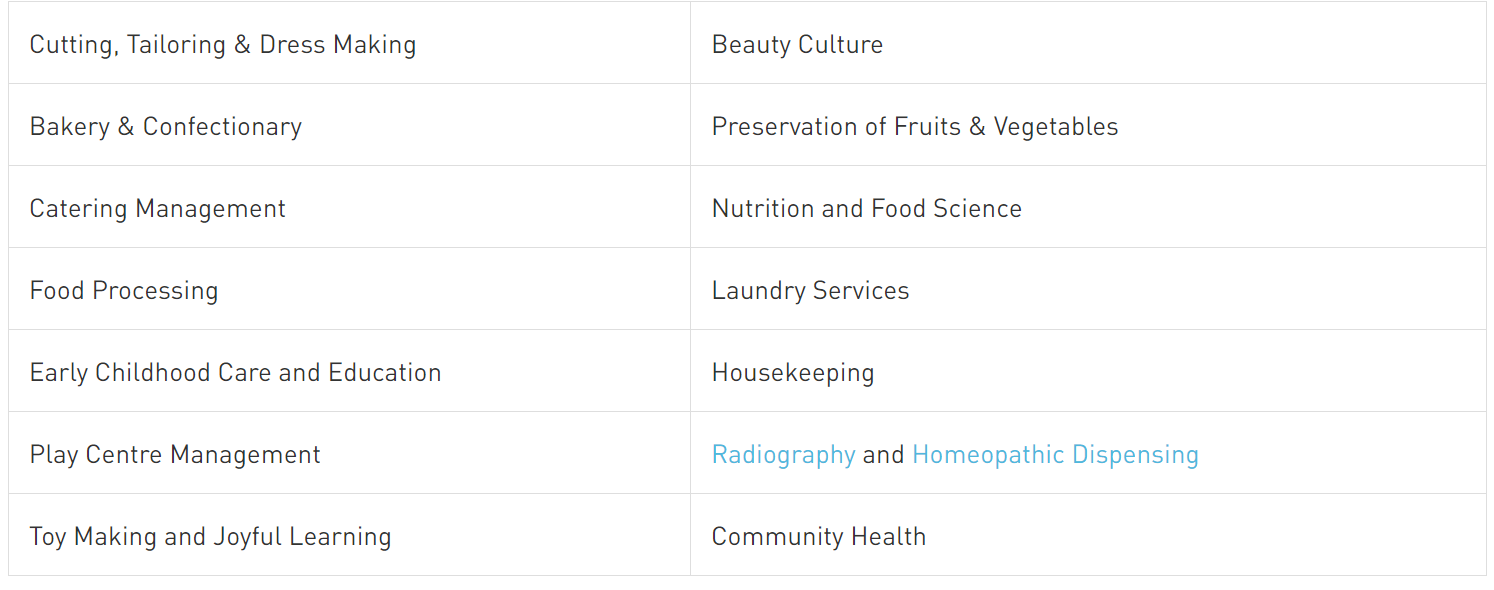 Cutting, Tailoring & Dress Making
Beauty Culture
Bakery & Confectionary
Preservation of Fruits & Vegetables
Catering Management
Nutrition and Food Science
Food Processing
Laundry Services
Early Childhood Care and Education
Housekeeping
Play Centre Management
Radiography and Homeopathic Dispensing
Toy Making and Joyful Learning
Community Health